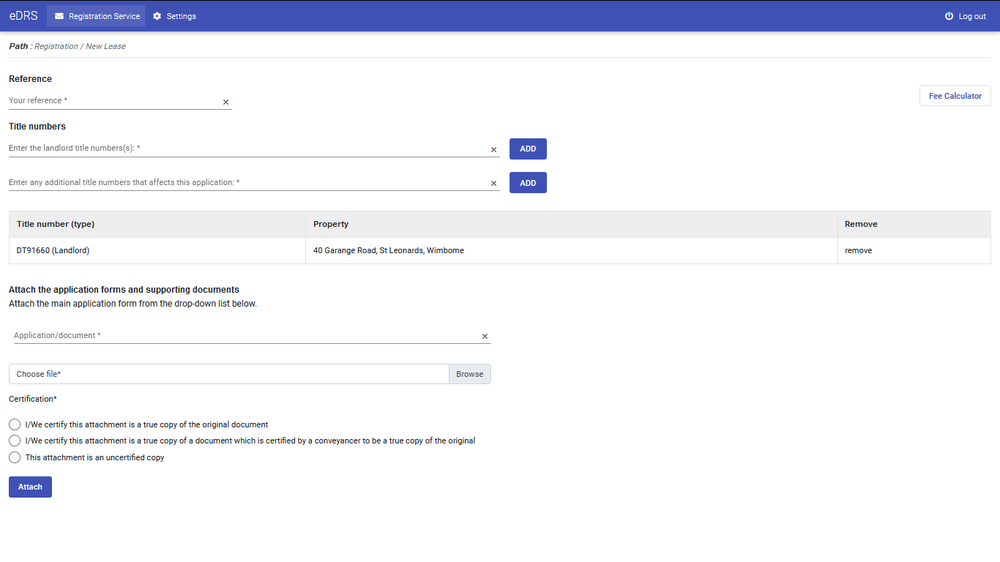 eDRS Registration Service Settings Log out
Path : Registration / New Lease
Reference
Your reference *
Fee Calculator
Title numbers
Enter the landlord title numbers(s): *
ADD
Enter any additional title numbers that affects this application: *
ADD
Title number (type) Property Remove
DT91660 (Landlord) 40 Garange Road, St Leonards, Wimbome remove
Attach the application forms and supporting documents
Attach the main application form from the drop-down list below.
Application/document *
Choose file* Browse
Certification*
I/We certify this attachment is a true copy of the original document
I/We certify this attachment is a true copy of a document which is certified by a conveyancer to be a true copy of the original
This attachment is an uncertified copy
Attach